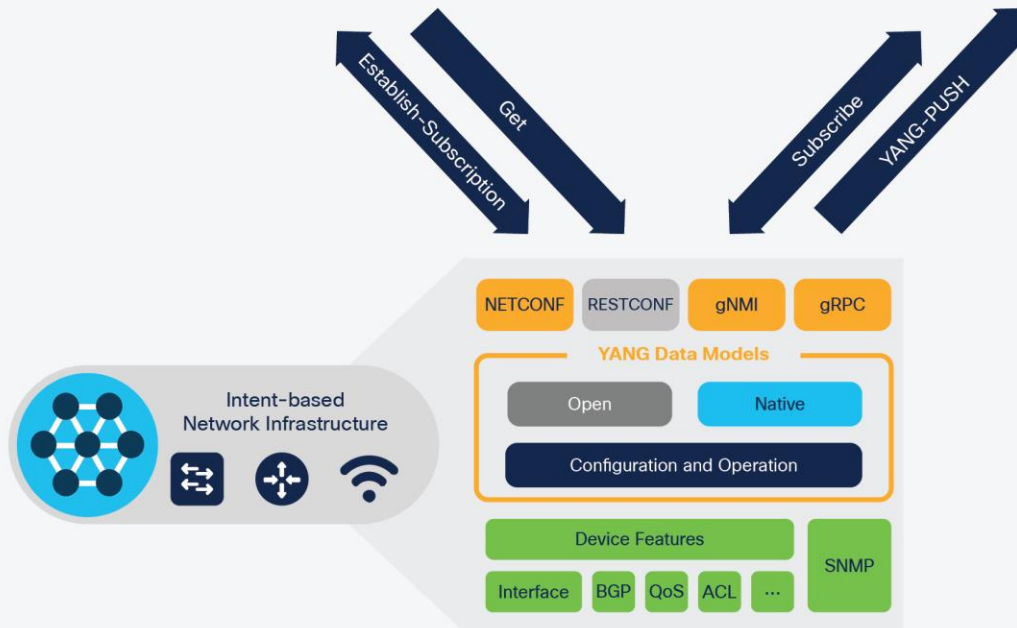 Establish-Subscription
Get
Subscribe
YANG-PUSH
NETCONF
RESTCONF
gNMI
gRPC
YANG Data Models
Open
Native
Configuration and Operation
Intent-based
Network Infrastructure
Device Features
SNMP
Interface
BGP
QoS
ACL
...